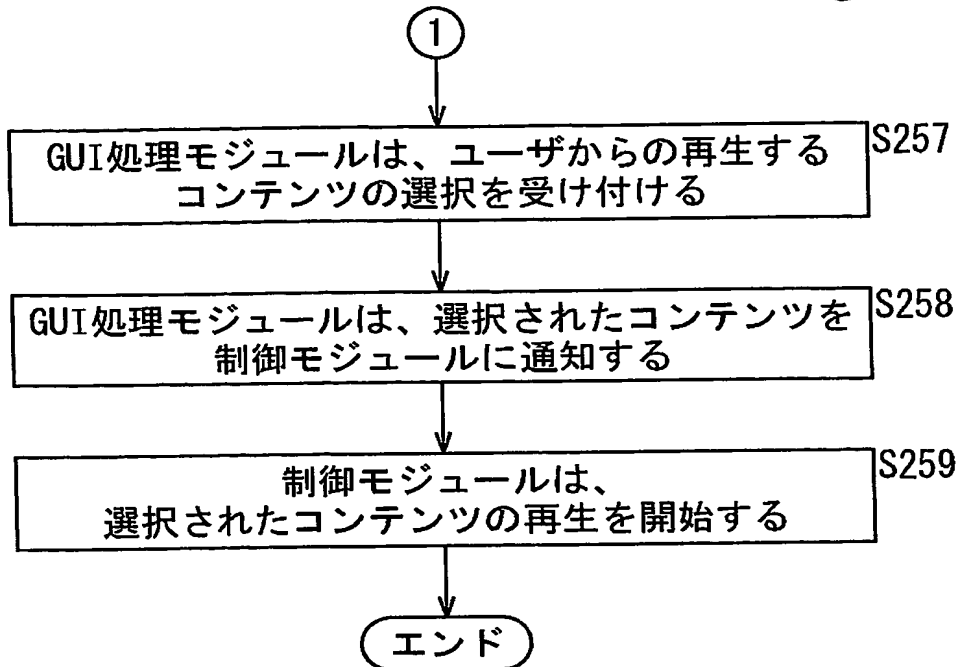 1
GUI処理モジュールは、ユーザからの再生する
コンテンツの選択を受け付ける
S257
GUI処理モジュールは、選択されたコンテンツを
制御モジュールに通知する
S258
制御モジュールは、
選択されたコンテンツの再生を開始する
S259
エンド